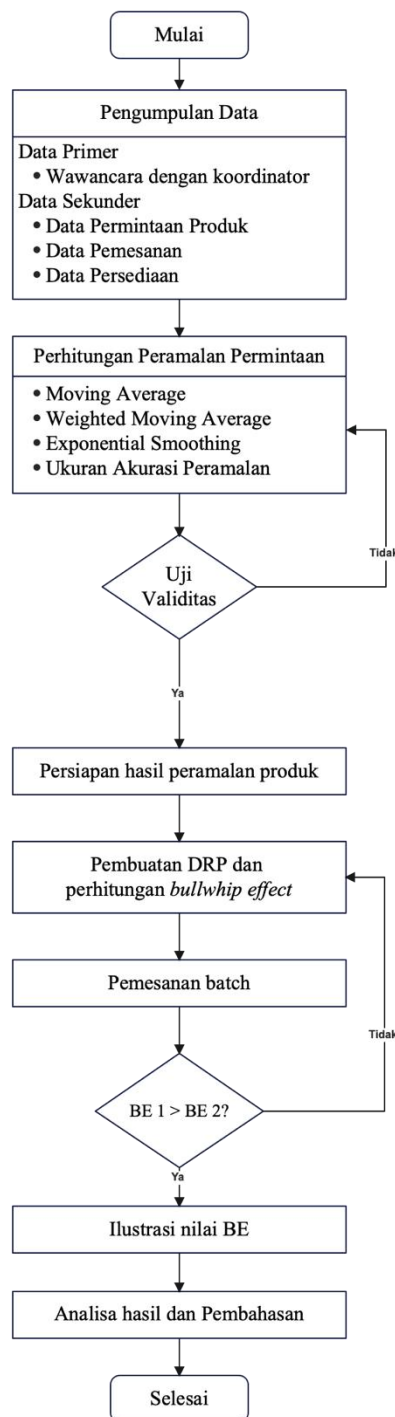 Mulai
Pengumpulan Data
Data Primer
• Wawancara dengan koordinator
Data Sekunder
• Data Permintaan Produk
• Data Pemesanan
• Data Persediaan
Perhitungan Peramalan Permintaan
• Moving Average
• Weighted Moving Average
• Exponential Smoothing
• Ukuran Akurasi Peramalan
Tidak
Uji
Validitas
Ya
Persiapan hasil peramalan produk
Pembuatan DRP dan
perhitungan bullwhip effect
Pemesanan batch
Tidak
BE 1 > BE 2?
Ya
Ilustrasi nilai BE
Analisa hasil dan Pembahasan
Selesai